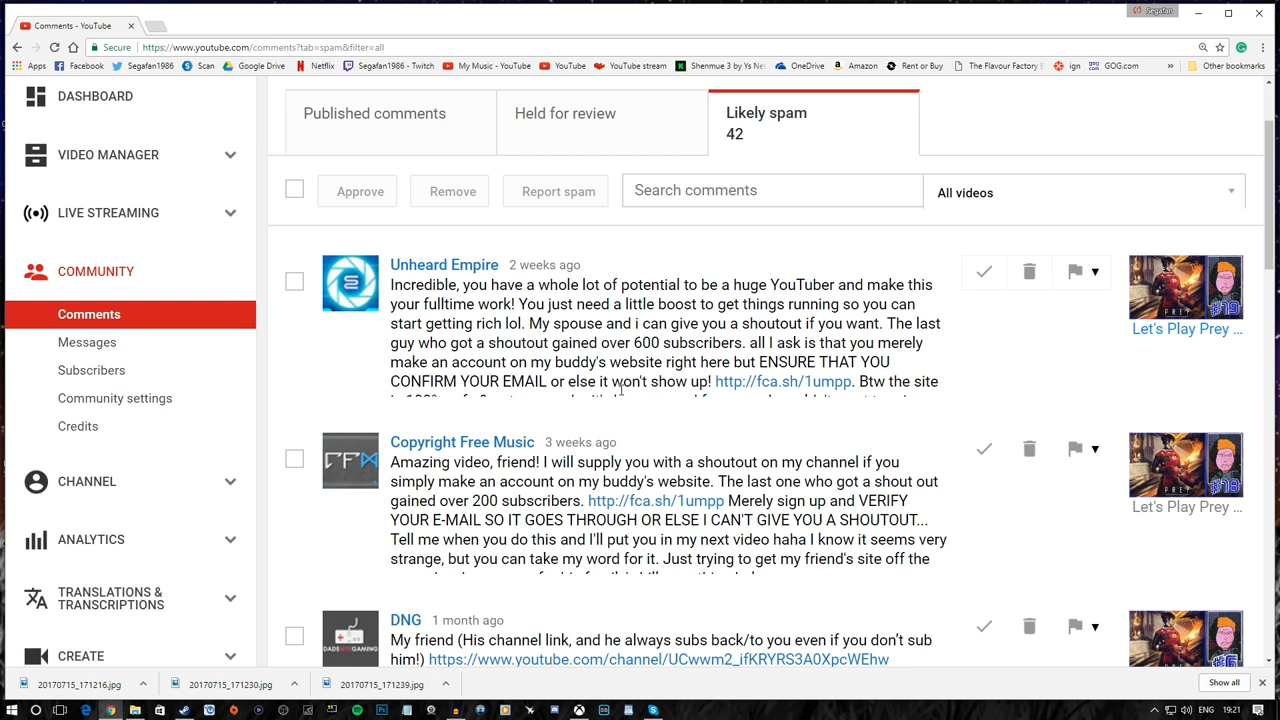 Comments - YouTube
Segafan
Secure
https://www.youtube.com/comments?tab=spam&filter=all
Apps
Facebook
Segafan1986
Scan
Google Drive
Netflix
Segafan1986 - Twitch
My Music - YouTube
YouTube
YouTube stream
Shenmue 3 by Ys Net
OneDrive
Amazon
Rent or Buy
The Flavour Factory E
ign
GOG.com
»
Other bookmarks
DASHBOARD
VIDEO MANAGER
LIVE STREAMING
COMMUNITY
Comments
Messages
Subscribers
Community settings
Credits
CHANNEL
ANALYTICS
TRANSLATIONS &
TRANSCRIPTIONS
CREATE
Published comments
Held for review
Likely spam
42
Approve
Remove
Report spam
Search comments
All videos
Unheard Empire 2 weeks ago
Incredible, you have a whole lot of potential to be a huge YouTuber and make this
your fulltime work! You just need a little boost to get things running so you can
start getting rich lol. My spouse and i can give you a shoutout if you want. The last
guy who got a shoutout gained over 600 subscribers. all I ask is that you merely
make an account on my buddy's website right here but ENSURE THAT YOU
CONFIRM YOUR EMAIL or else it won't show up! http://fca.sh/1umpp. Btw the site
PREY
#19
Let's Play Prey ...
CFM
Copyright Free Music 3 weeks ago
Amazing video, friend! I will supply you with a shoutout on my channel if you
simply make an account on my buddy's website. The last one who got a shout out
gained over 200 subscribers. http://fca.sh/1umpp Merely sign up and VERIFY
YOUR E-MAIL SO IT GOES THROUGH OR ELSE I CAN'T GIVE YOU A SHOUTOUT...
Tell me when you do this and I'll put you in my next video haha I know it seems very
strange, but you can take my word for it. Just trying to get my friend's site off the
PREY
#18
Let's Play Prey ...
DNG 1 month ago
My friend (His channel link, and he always subs back/to you even if you don't sub
him!) https://www.youtube.com/channel/UCwwm2_ifKRYRS3A0XpcWEhw
20170715_171216.jpg
20170715_171230.jpg
20170715_171239.jpg
Show all
ENG
19:21